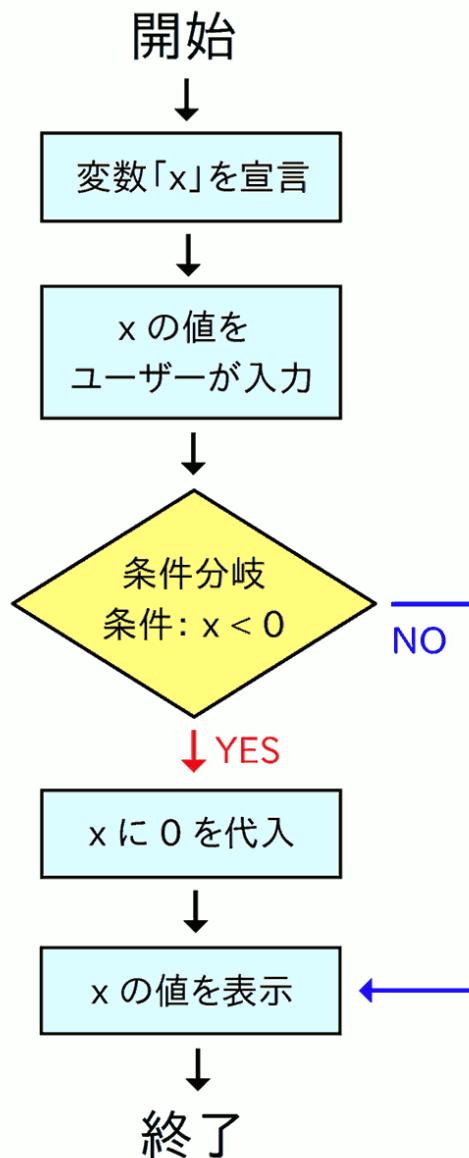 開始
変数「x」を宣言
x の値を
ユーザーが入力
条件分岐
条件: x < 0
NO
YES
x に 0 を代入
x の値を表示
終了